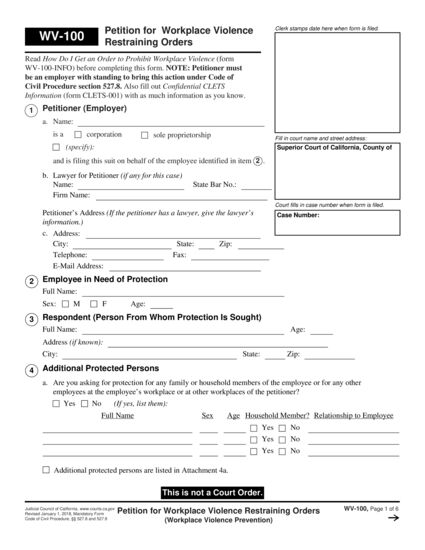 WV-100
Petition for Workplace Violence
Restraining Orders
Clerk stamps date here when form is filed.
Read How Do I Get an Order to Prohibit Workplace Violence (form
WV-100-INFO) before completing this form. NOTE: Petitioner must
be an employer with standing to bring this action under Code of
Civil Procedure section 527.8. Also fill out Confidential CLETS
Information (form CLETS-001) with as much information as you know.
1 Petitioner (Employer)
a. Name:
is a corporation sole proprietorship
(specify):
and is filing this suit on behalf of the employee identified in item 2.
Fill in court name and street address:
Superior Court of California, County of
b. Lawyer for Petitioner (if any for this case)
Name: State Bar No.:
Firm Name:
Court fills in case number when form is filed.
Case Number:
Petitioner's Address (If the petitioner has a lawyer, give the lawyer's
information.)
c. Address:
City: State: Zip:
Telephone: Fax:
E-Mail Address:
2 Employee in Need of Protection
Full Name:
Sex: M F Age:
3 Respondent (Person From Whom Protection Is Sought)
Full Name: Age:
Address (if known):
City: State: Zip:
4 Additional Protected Persons
a. Are you asking for protection for any family or household members of the employee or for any other
employees at the employee's workplace or at other workplaces of the petitioner?
Yes No (If yes, list them):
Full Name Sex Age Household Member? Relationship to Employee
Yes No
Yes No
Yes No
Additional protected persons are listed in Attachment 4a.
This is not a Court Order.
Judicial Council of California, www.courts.ca.gov
Revised January 1, 2018, Mandatory Form
Code of Civil Procedure, §§ 527.8 and 527.9
Petition for Workplace Violence Restraining Orders
(Workplace Violence Prevention)
WV-100, Page 1 of 6